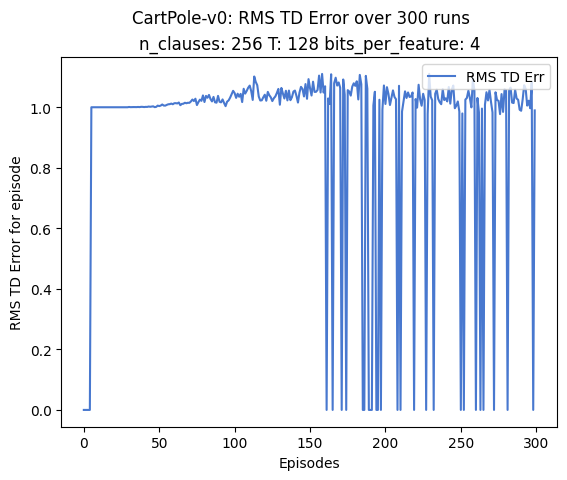 CartPole-v0: RMS TD Error over 300 runs
n_clauses: 256 T: 128 bits_per_feature: 4
RMS TD Err
RMS TD Error for episode
1.0
0.8
0.6
0.4
0.2
0.0
0
50
100
150
200
250
300
Episodes